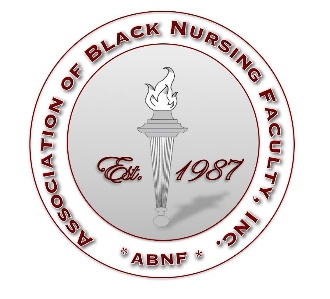 Association of Black Nursing Faculty, Inc.
Est. 1987
* ABNF *